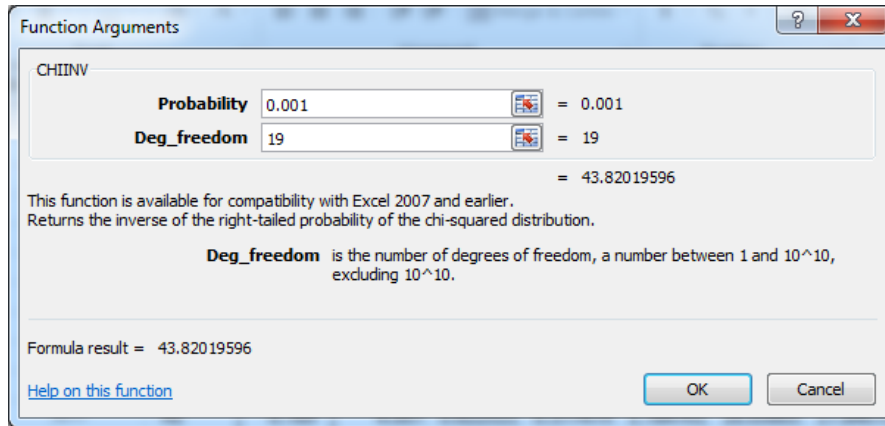 Function Arguments
CHIINV
Probability 0.001 = 0.001
Deg_freedom 19 = 19
= 43.82019596
This function is available for compatibility with Excel 2007 and earlier.
Returns the inverse of the right-tailed probability of the chi-squared distribution.
Deg_freedom is the number of degrees of freedom, a number between 1 and 10^10,
excluding 10^10.
Formula result = 43.82019596
Help on this function
OK Cancel